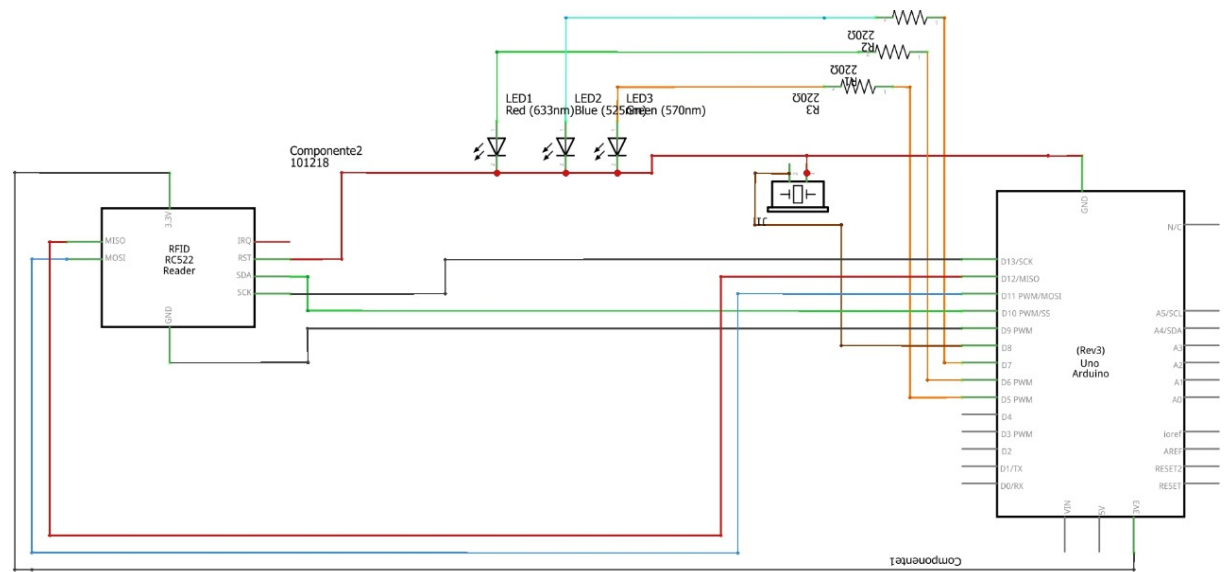 220Ω
R2
220Ω
R1
220Ω
R3
LED1
Red (633nm)
LED2
Blue (525nm)
LED3
Green (570nm)
Componente2
101218
3.3V
MISO
MOSI
RFID
RC522
Reader
IRQ
RST
SDA
SCK
GND
J1
GND
N/C
D13/SCK
D12/MISO
D11 PWM/MOSI
D10 PWM/SS
D9 PWM
D8
D7
D6 PWM
D5 PWM
D4
D3 PWM
D2
D1/TX
D0/RX
(Rev3)
Uno
Arduino
A5/SCL
A4/SDA
A3
A2
A1
A0
ioref
AREF
RESET2
RESET
VIN
5V
3V3
Componente1